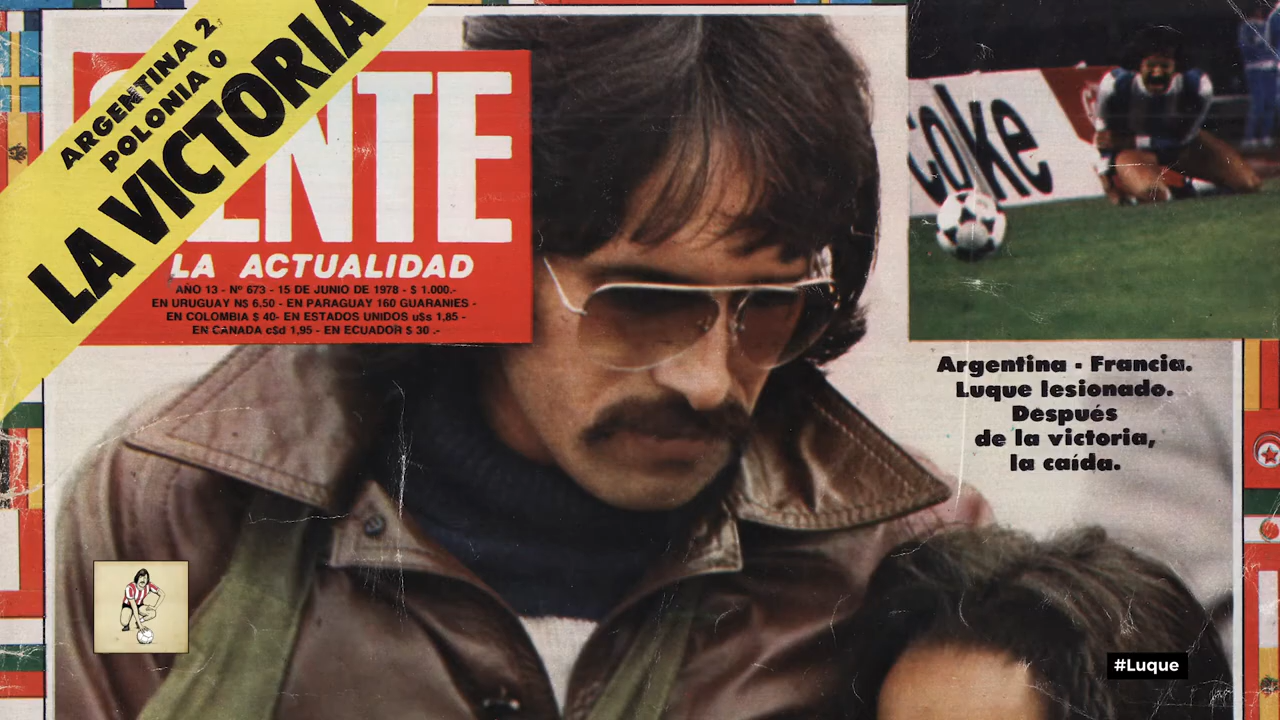 ARGENTINA 2
POLONIA 0
LA VICTORIA
ENTE
LA ACTUALIDAD
AÑO 13 - Nº 673 - 15 DE JUNIO DE 1978 - $ 1.000.-
EN URUGUAY N$ 6,50 - EN PARAGUAY 160 GUARANIES -
EN COLOMBIA $ 40- EN ESTADOS UNIDOS u$s 1,85 -
EN CANADA c$d 1,95 - EN ECUADOR $ 30 .-
coke
Argentina - Francia.
Luque lesionado.
Después
de la victoria,
la caída.
#Luque